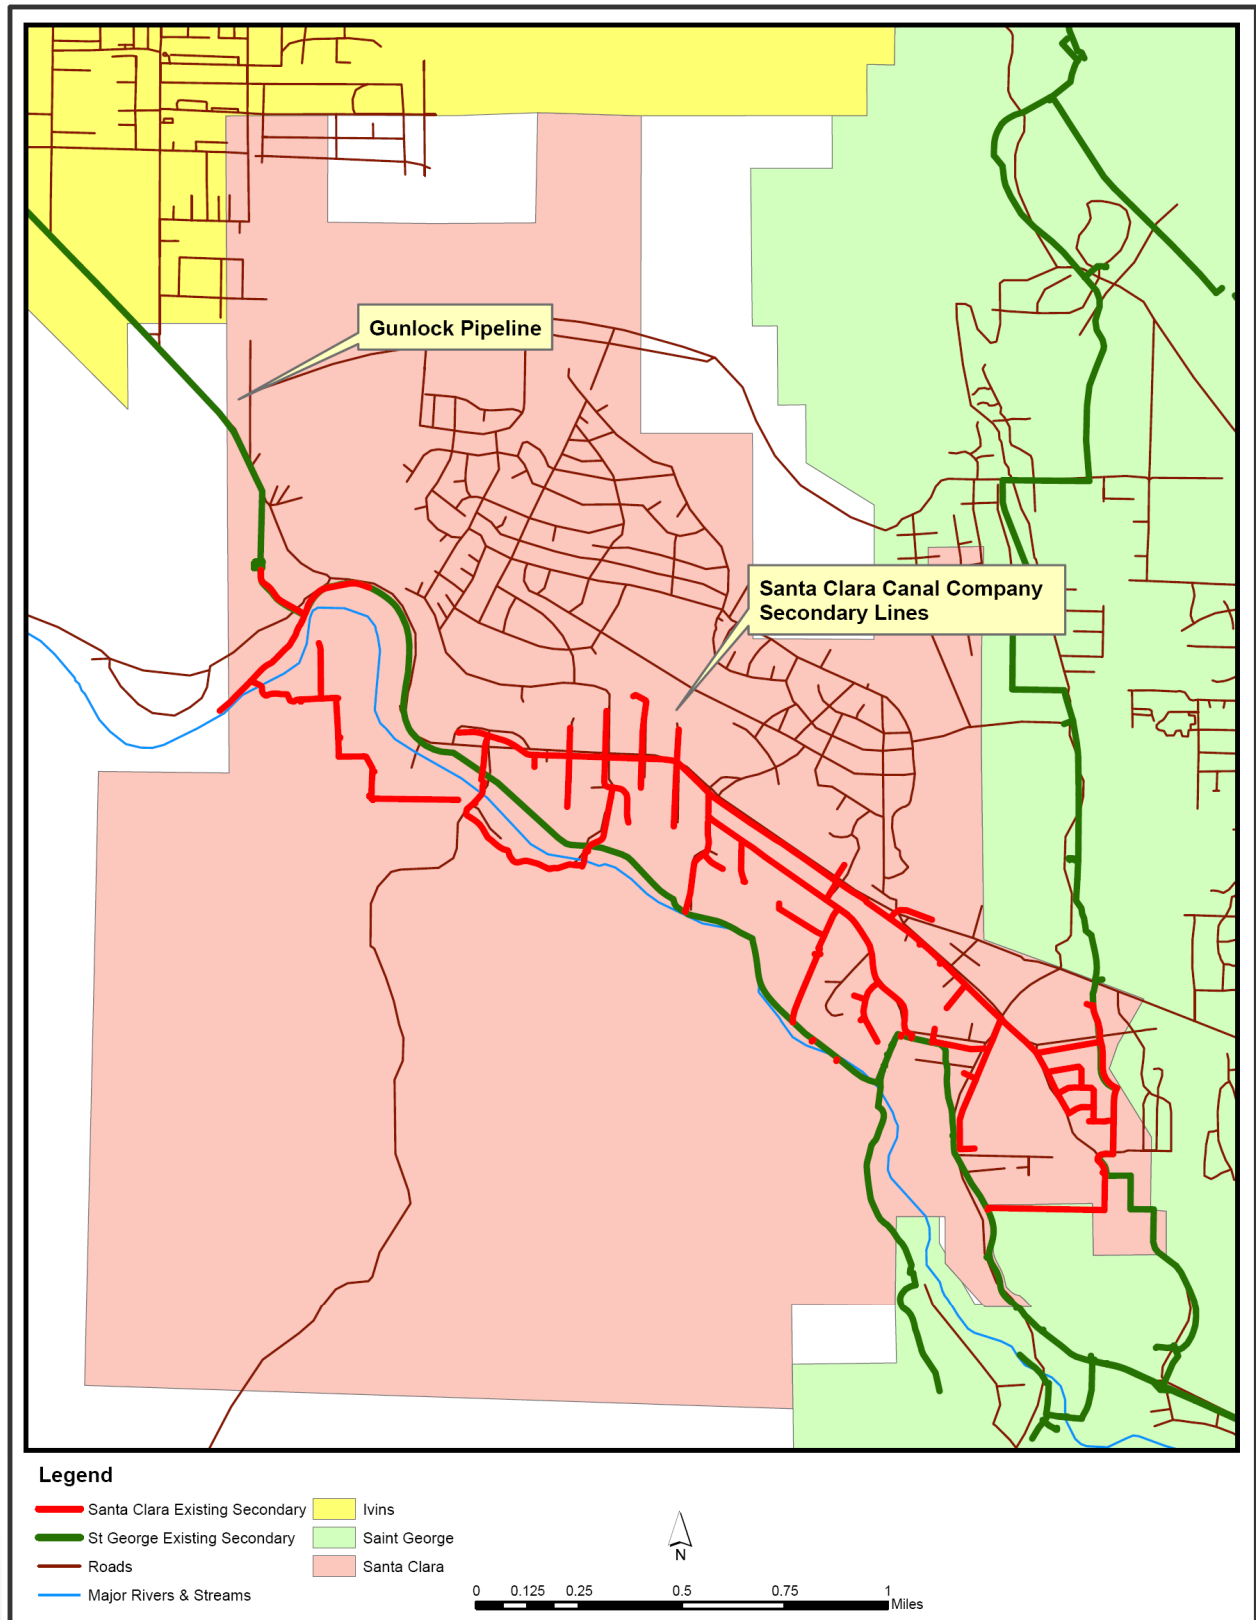 Gunlock Pipeline
Santa Clara Canal Company
Secondary Lines
Legend
Santa Clara Existing Secondary
St George Existing Secondary
Roads
Major Rivers & Streams
Ivins
Saint George
Santa Clara
N
0 0.125 0.25 0.5 0.75 1
Miles